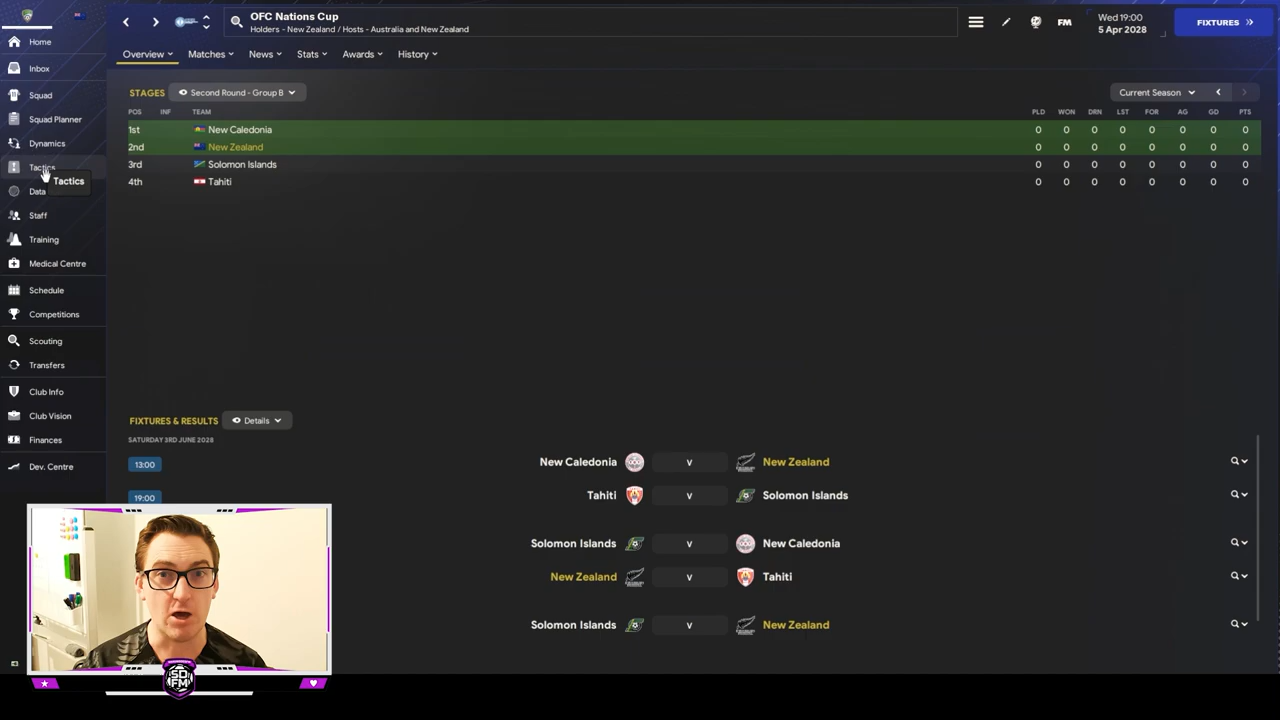 OFC Nations Cup
Holders - New Zealand / Hosts - Australia and New Zealand
FM
Wed 19:00
5 Apr 2028
FIXTURES
Home
Inbox
Squad
Squad Planner
Dynamics
Tactics
Tactics
Data
Staff
Training
Medical Centre
Schedule
Competitions
Scouting
Transfers
Club Info
Club Vision
Finances
Dev. Centre
Overview Matches News Stats Awards History
STAGES Second Round - Group B Current Season
POS INF TEAM PLD WON DRN LST FOR AG GD PTS
1st New Caledonia 0 0 0 0 0 0 0 0
2nd New Zealand 0 0 0 0 0 0 0 0
3rd Solomon Islands 0 0 0 0 0 0 0 0
4th Tahiti 0 0 0 0 0 0 0 0
FIXTURES & RESULTS Details
SATURDAY 3RD JUNE 2028
13:00 New Caledonia v New Zealand
19:00 Tahiti v Solomon Islands
Solomon Islands v New Caledonia
New Zealand v Tahiti
Solomon Islands v New Zealand
SD
FM